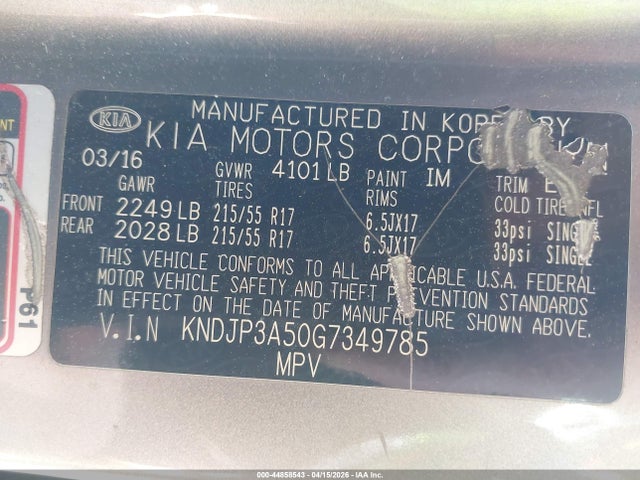 MANUFACTURED IN KOREA BY
KIA KIA MOTORS CORPORATION
03/16 GVWR 4101 LB PAINT IM TRIM
GAWR TIRES RIMS COLD TIRE INFL
FRONT 2249 LB 215/55 R17 6.5JX17 33psi SINGLE
REAR 2028 LB 215/55 R17 6.5JX17 33psi SINGLE
THIS VEHICLE CONFORMS TO ALL APPLICABLE U.S.A. FEDERAL
MOTOR VEHICLE SAFETY AND THEFT PREVENTION STANDARDS
IN EFFECT ON THE DATE OF MANUFACTURE SHOWN ABOVE.
V.I.N KNDJP3A50G7349785
MPV
P61
000-44858543 - 04/15/2026 - IAA Inc.